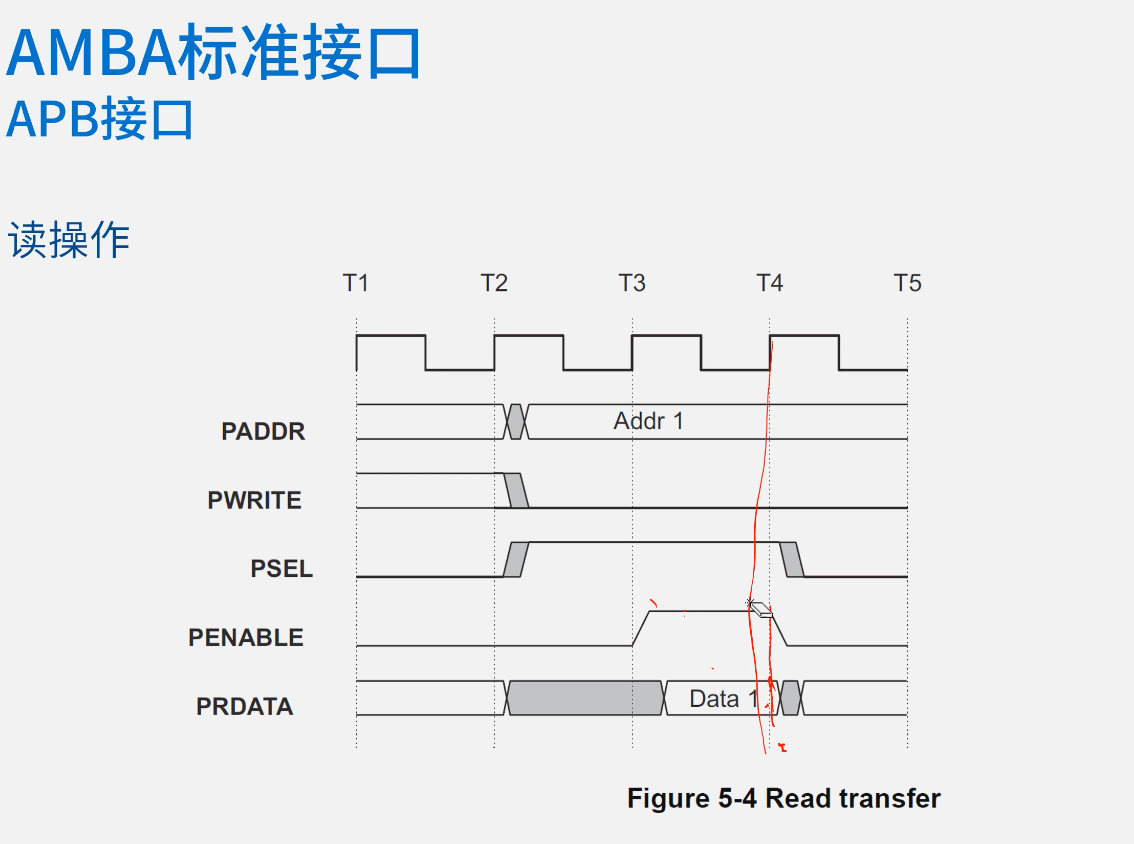 AMBA标准接口
APB接口
读操作
T1 T2 T3 T4 T5
PADDR Addr 1
PWRITE
PSEL
PENABLE
PRDATA Data 1
Figure 5-4 Read transfer